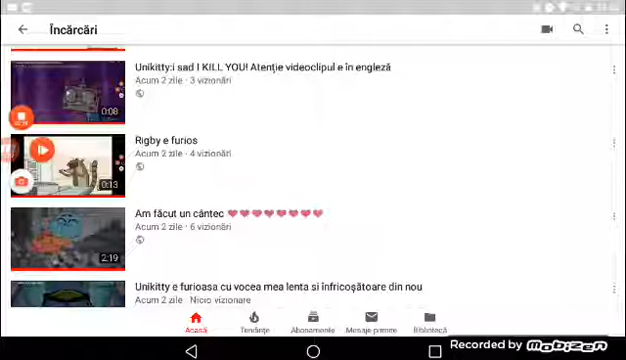 Încărcări
Unikitty:i sad I KILL YOU! Atenție videoclipul e în engleză
Acum 2 zile · 3 vizionări
0:08
Rigby e furios
Acum 2 zile · 4 vizionări
0:13
Am făcut un cântec ❤❤❤❤❤❤❤❤
Acum 2 zile · 6 vizionări
2:19
Unikitty e furioasa cu vocea mea lenta si înfricoșătoare din nou
Acum 2 zile · Nicio vizionare
Acasă
Tendințe
Abonamente
Mesaje primite
Bibliotecă
Recorded by mobizen